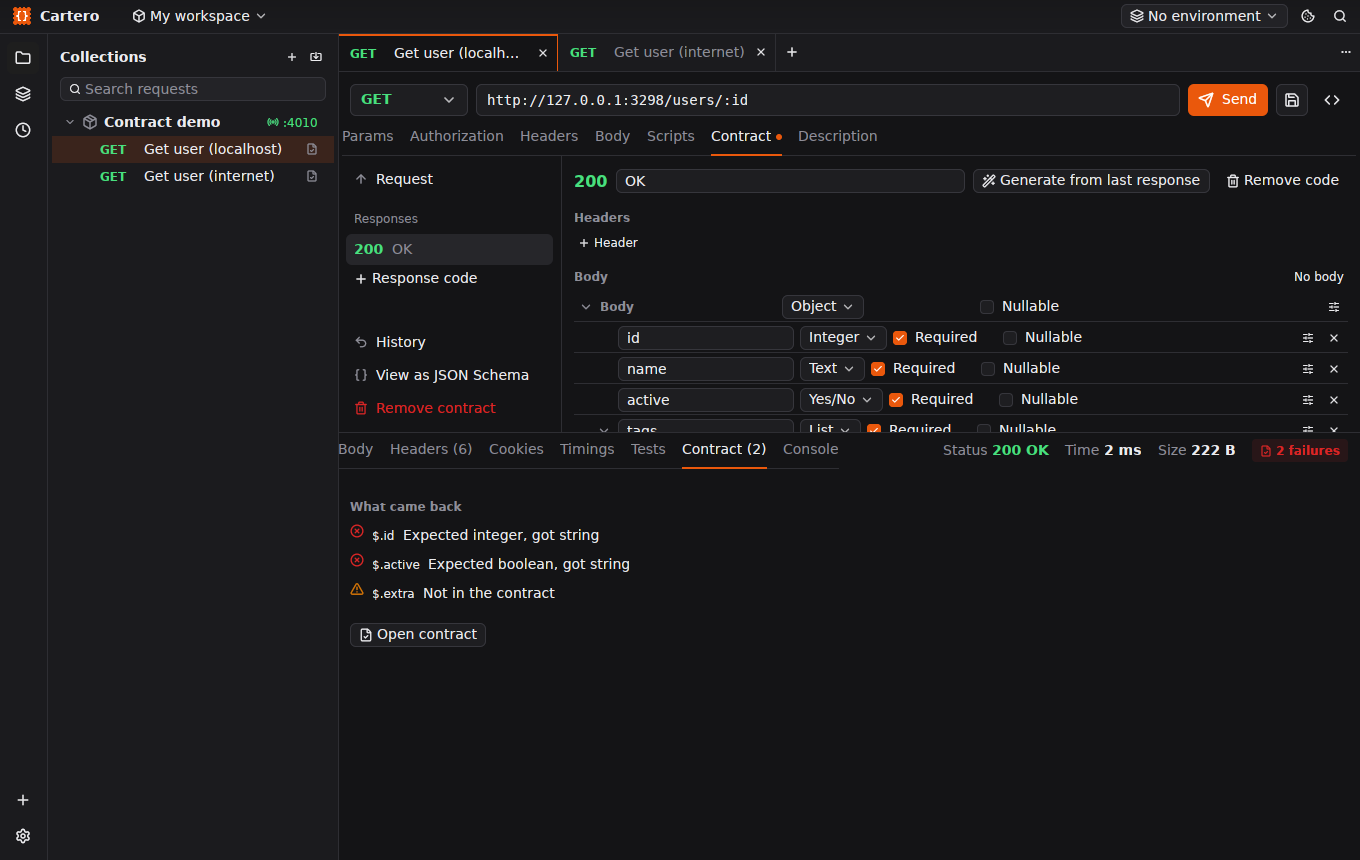 Cartero
My workspace
No environment
Collections
Search requests
Contract demo
:4010
GET Get user (localhost)
GET Get user (internet)
GET Get user (localh...
GET Get user (internet)
GET
http://127.0.0.1:3298/users/:id
Send
Params Authorization Headers Body Scripts Contract Description
Request
Responses
200 OK
Response code
History
View as JSON Schema
Remove contract
200 OK Generate from last response Remove code
Headers
Header
Body No body
Body Object Nullable
id Integer Required Nullable
name Text Required Nullable
active Yes/No Required Nullable
tags List Required Nullable
Body Headers (6) Cookies Timings Tests Contract (2) Console
Status 200 OK Time 2 ms Size 222 B 2 failures
What came back
$.id Expected integer, got string
$.active Expected boolean, got string
$.extra Not in the contract
Open contract